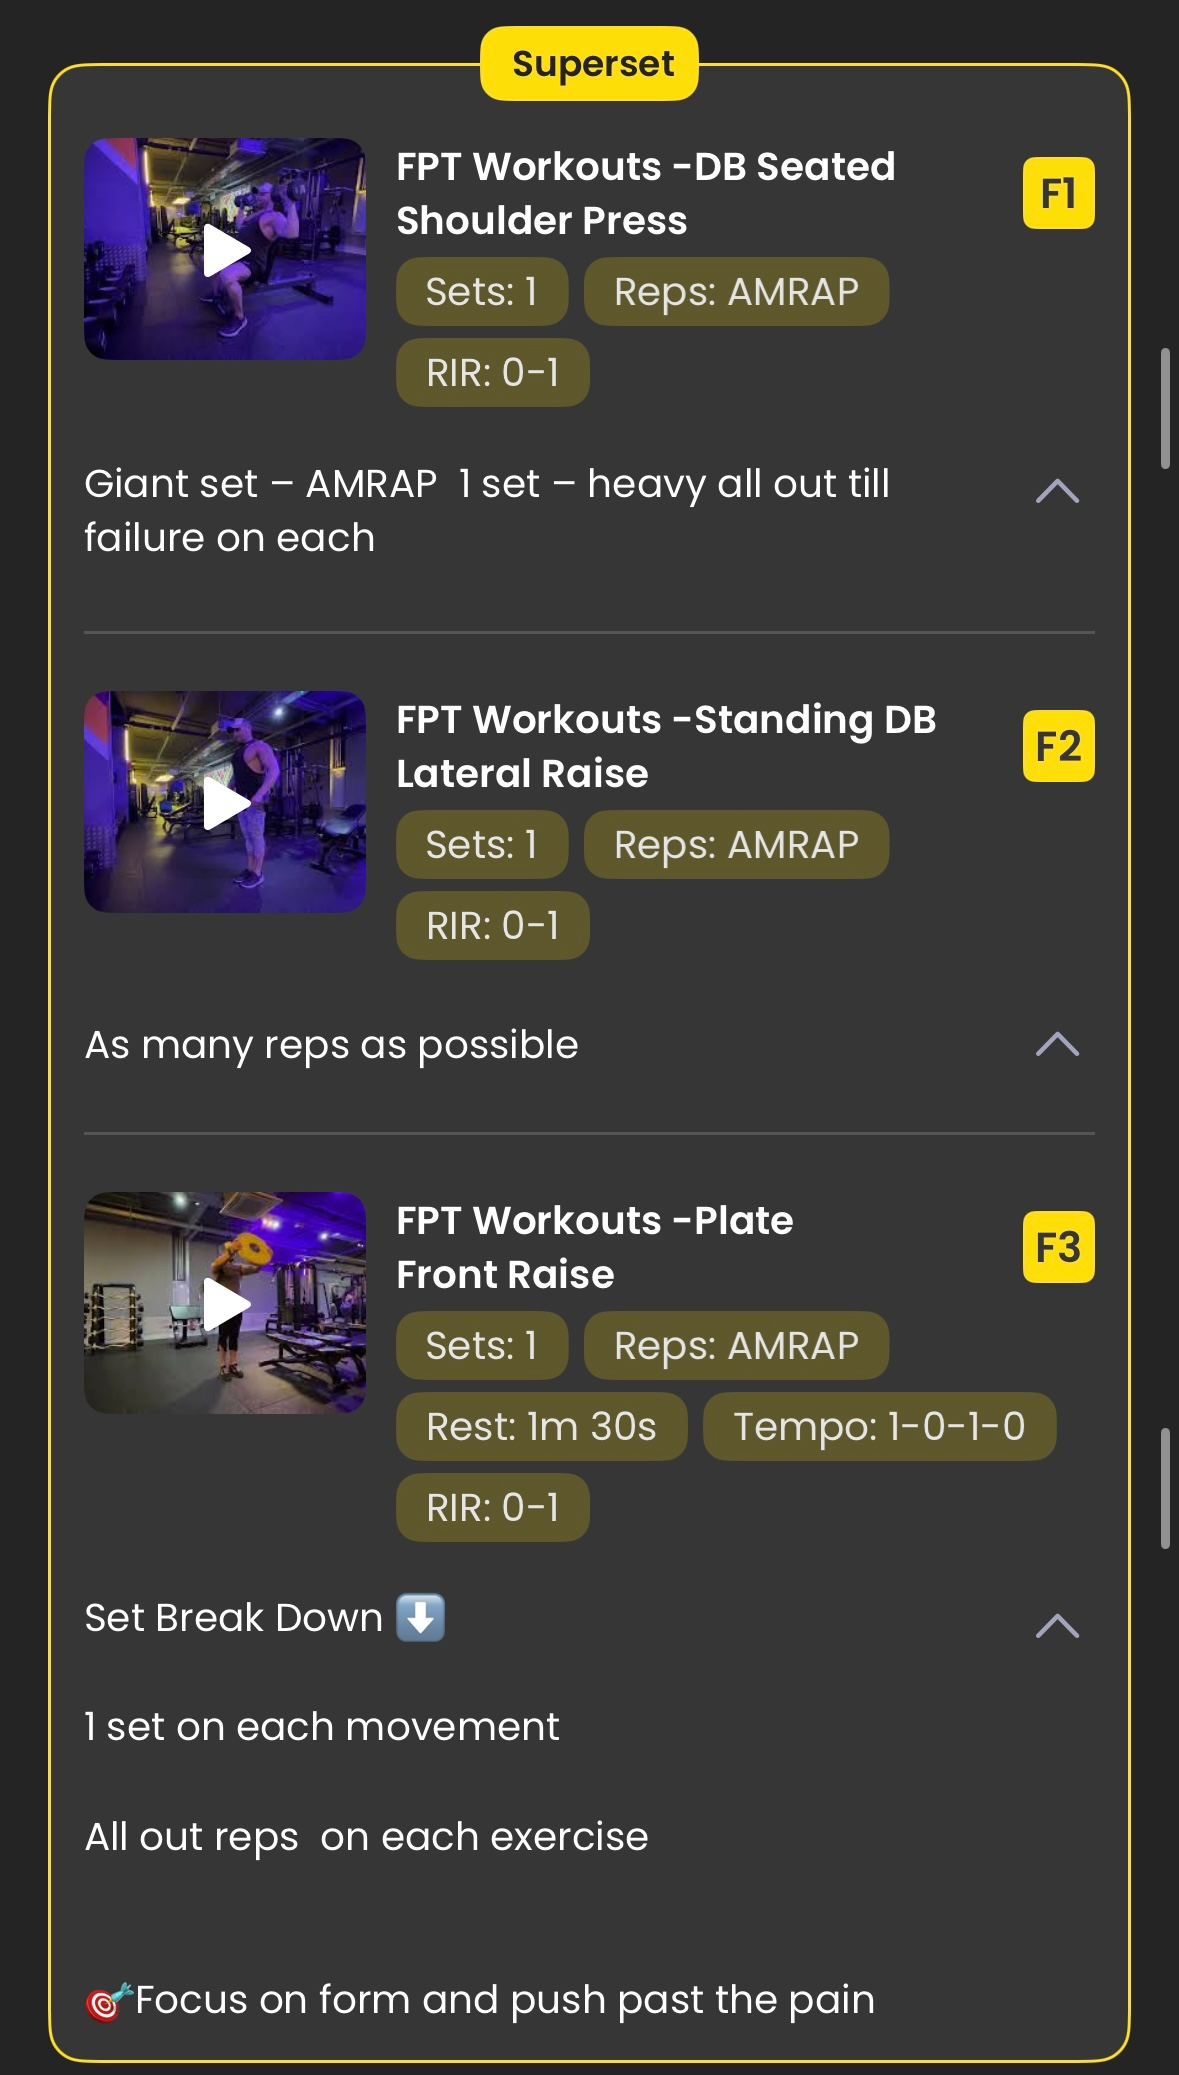 Superset
FPT Workouts -DB Seated
Shoulder Press
F1
Sets: 1 Reps: AMRAP
RIR: 0-1
Giant set – AMRAP  1 set – heavy all out till
failure on each
FPT Workouts -Standing DB
Lateral Raise
F2
Sets: 1 Reps: AMRAP
RIR: 0-1
As many reps as possible
FPT Workouts -Plate
Front Raise
F3
Sets: 1 Reps: AMRAP
Rest: 1m 30s Tempo: 1-0-1-0
RIR: 0-1
Set Break Down ⬇️
1 set on each movement
All out reps  on each exercise
🎯Focus on form and push past the pain